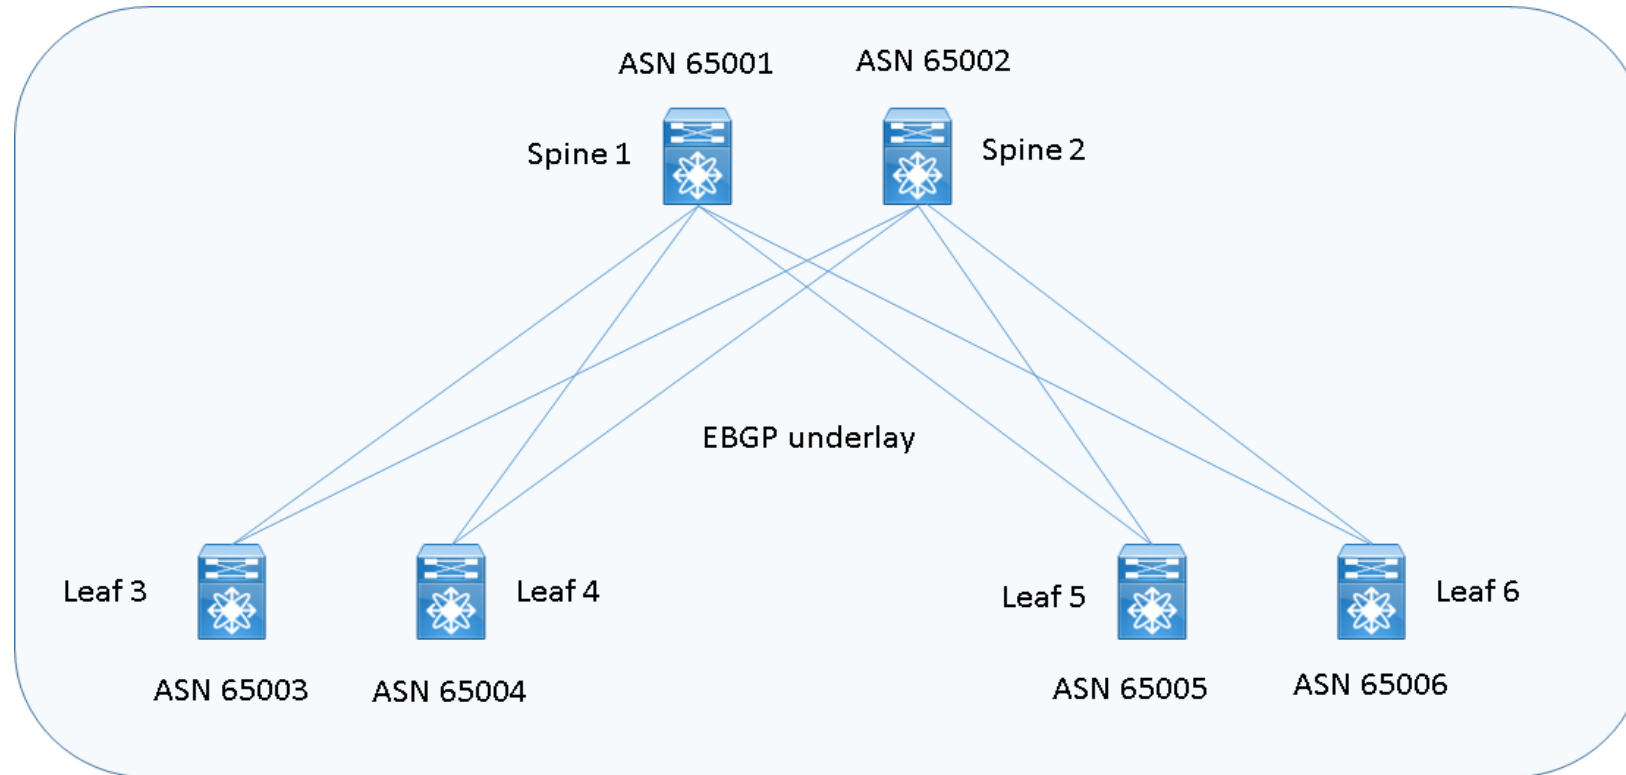 ASN 65001
ASN 65002
Spine 1
Spine 2
EBGP underlay
Leaf 3
Leaf 4
Leaf 5
Leaf 6
ASN 65003
ASN 65004
ASN 65005
ASN 65006